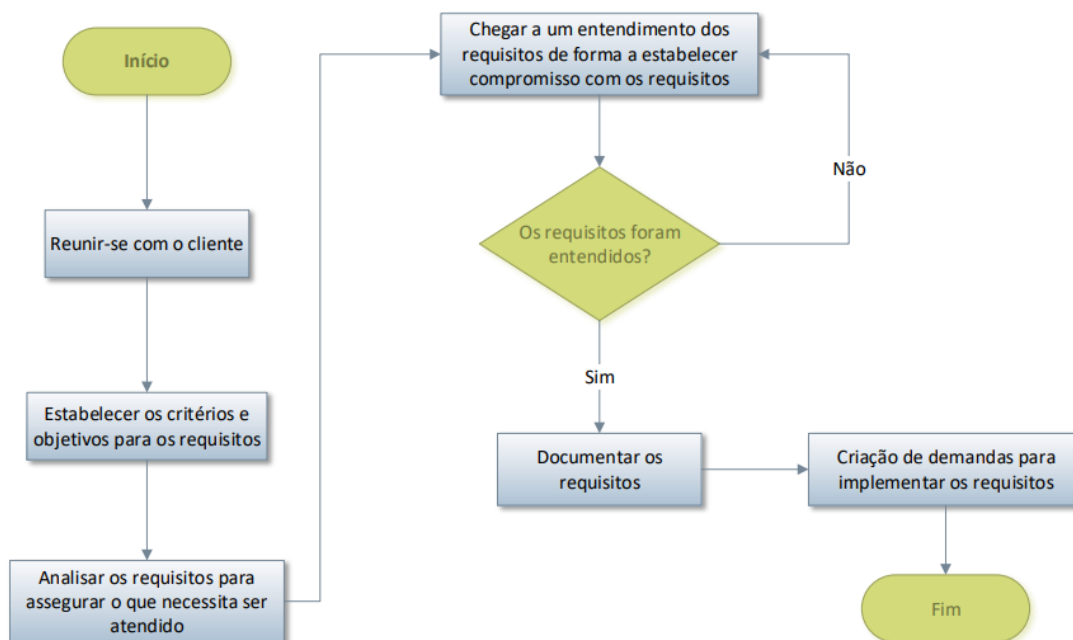 Início
Reunir-se com o cliente
Estabelecer os critérios e
objetivos para os requisitos
Analisar os requisitos para
assegurar o que necessita ser
atendido
Chegar a um entendimento dos
requisitos de forma a estabelecer
compromisso com os requisitos
Os requisitos foram
entendidos?
Não
Sim
Documentar os
requisitos
Criação de demandas para
implementar os requisitos
Fim